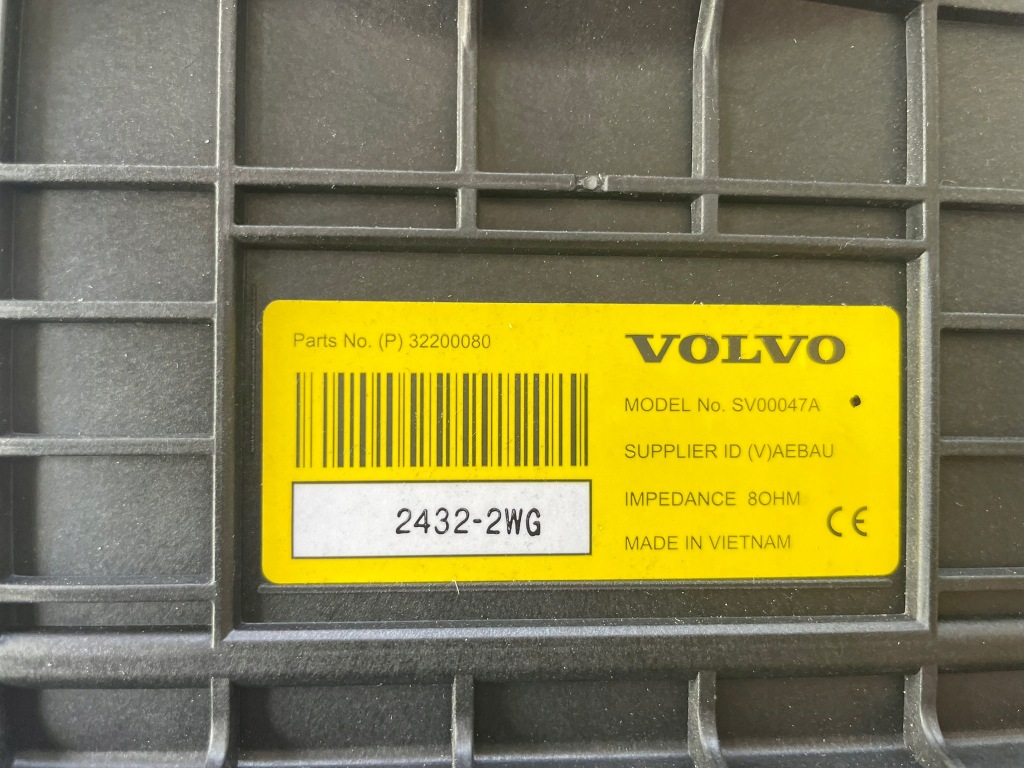 Parts No. (P) 32200080
2432-2WG
VOLVO
MODEL No. SV00047A
SUPPLIER ID (V)AEBAU
IMPEDANCE 8OHM
MADE IN VIETNAM
CE